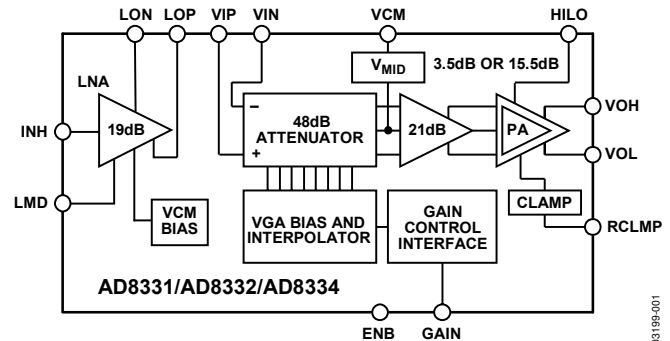 LON LOP VIP VIN VCM HILO
LNA
19dB
INH
LMD
VCM
BIAS
–
+
48dB
ATTENUATOR
VMID
3.5dB OR 15.5dB
21dB
PA
VOH
VOL
CLAMP
RCLMP
VGA BIAS AND
INTERPOLATOR
GAIN
CONTROL
INTERFACE
AD8331/AD8332/AD8334
ENB GAIN